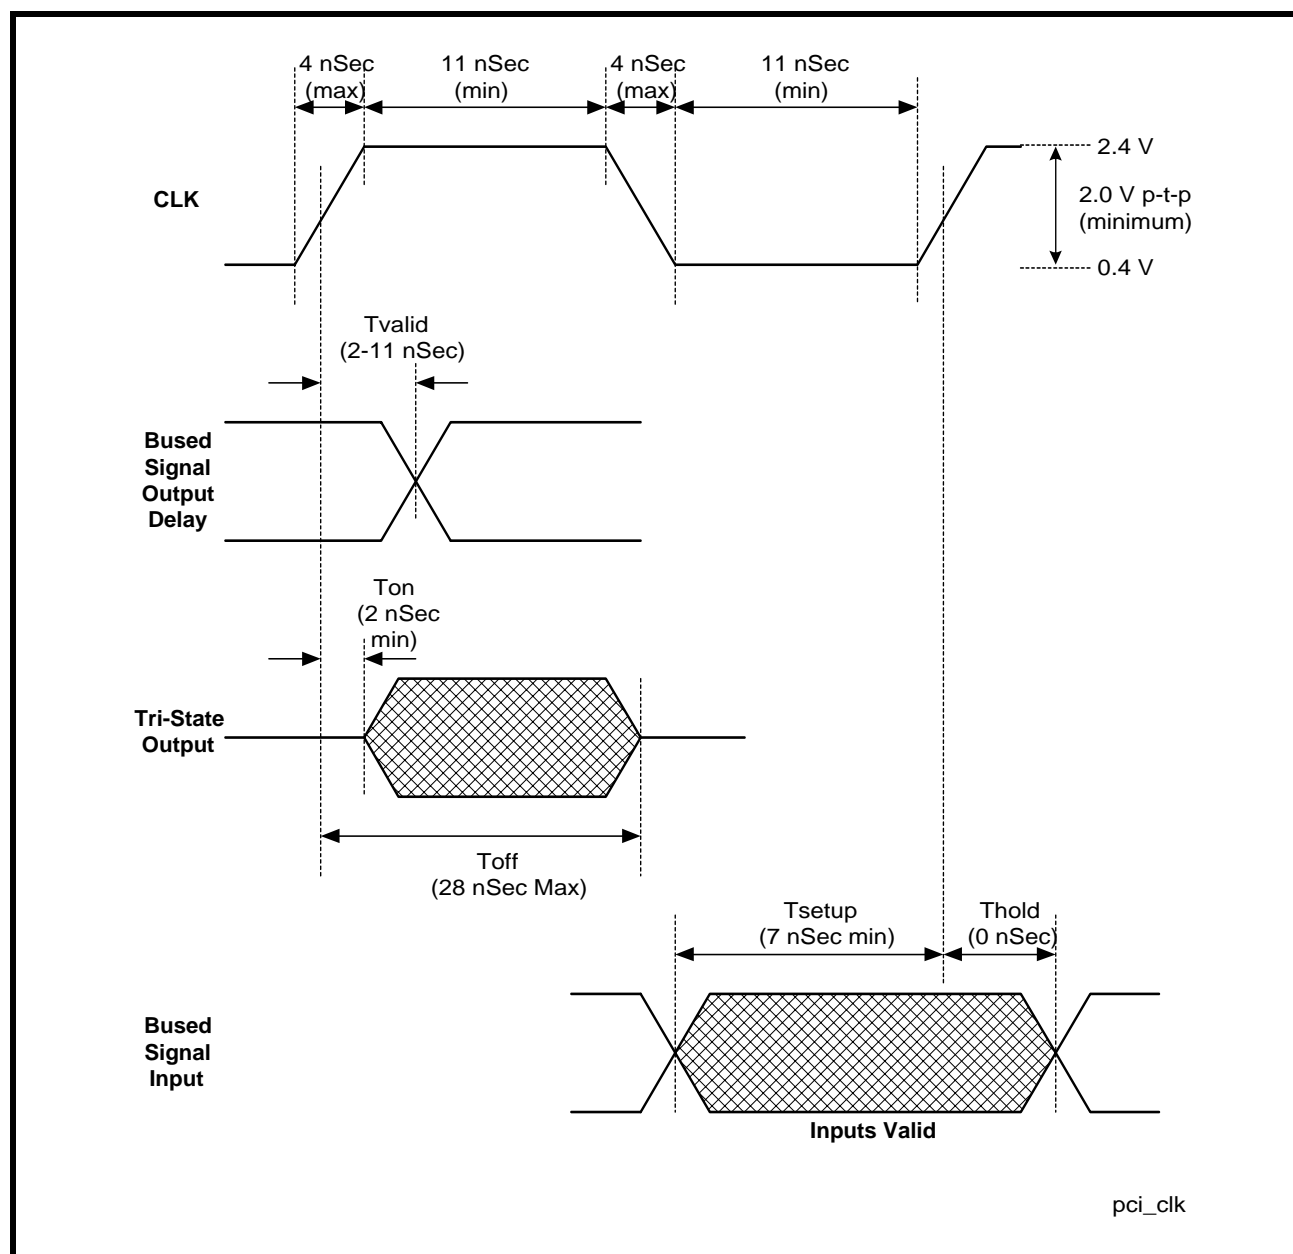 4 nSec
(max)
11 nSec
(min)
4 nSec
(max)
11 nSec
(min)
CLK
2.4 V
2.0 V p-t-p
(minimum)
0.4 V
Tvalid
(2-11 nSec)
Bused
Signal
Output
Delay
Ton
(2 nSec
min)
Tri-State
Output
Toff
(28 nSec Max)
Tsetup
(7 nSec min)
Thold
(0 nSec)
Bused
Signal
Input
Inputs Valid
pci_clk